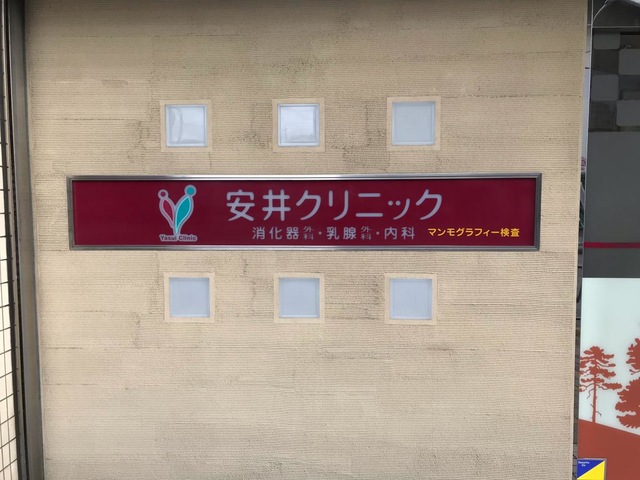 安井クリニック
Yasui Clinic
消化器外科・乳腺外科・内科 マンモグラフィー検査